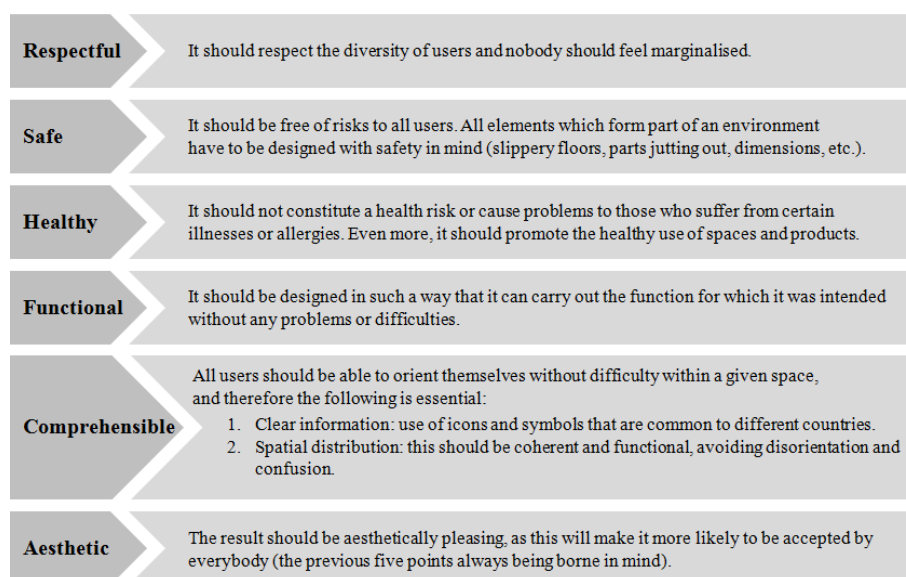 Respectful
It should respect the diversity of users and nobody should feel marginalised.
Safe
It should be free of risks to all users. All elements which form part of an environment
have to be designed with safety in mind (slippery floors, parts jutting out, dimensions, etc.).
Healthy
It should not constitute a health risk or cause problems to those who suffer from certain
illnesses or allergies. Even more, it should promote the healthy use of spaces and products.
Functional
It should be designed in such a way that it can carry out the function for which it was intended
without any problems or difficulties.
Comprehensible
All users should be able to orient themselves without difficulty within a given space,
and therefore the following is essential:
1. Clear information: use of icons and symbols that are common to different countries.
2. Spatial distribution: this should be coherent and functional, avoiding disorientation and
confusion.
Aesthetic
The result should be aesthetically pleasing, as this will make it more likely to be accepted by
everybody (the previous five points always being borne in mind).